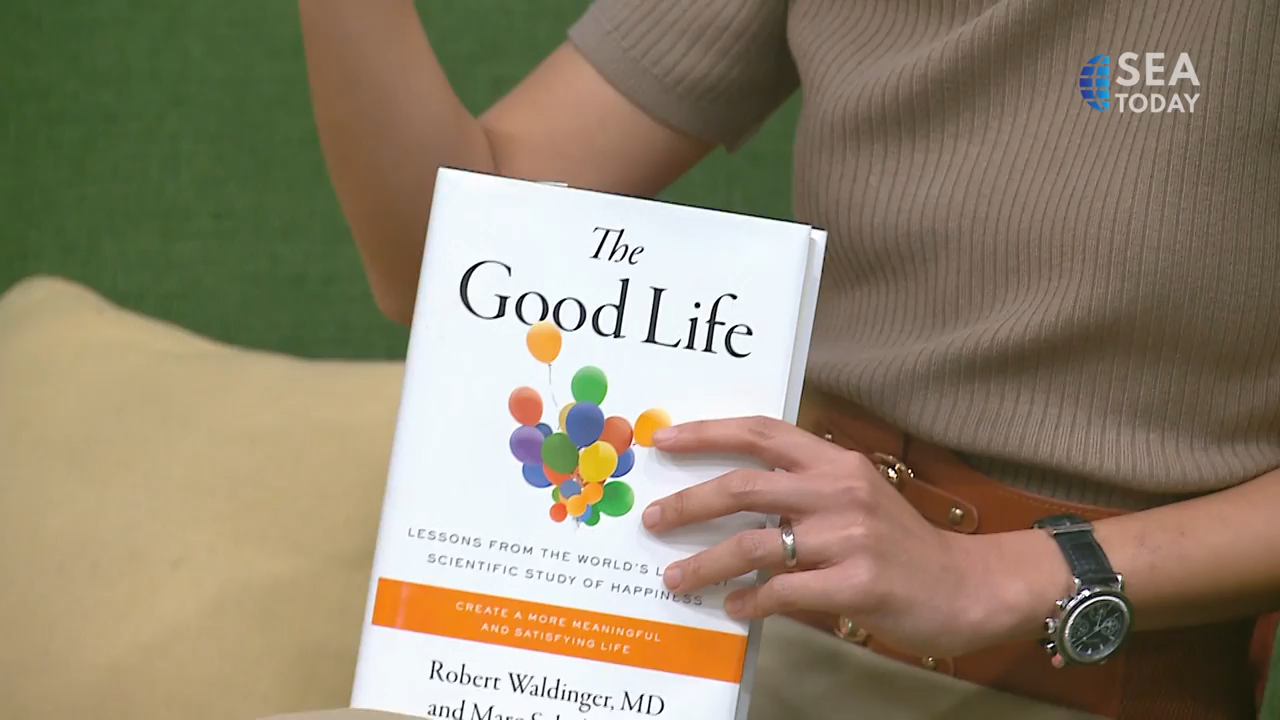 SEA
TODAY
The
Good Life
LESSONS FROM THE WORLD'S
SCIENTIFIC STUDY OF HAPPINESS
CREATE A MORE MEANINGFUL
AND SATISFYING LIFE
Robert Waldinger, MD
and